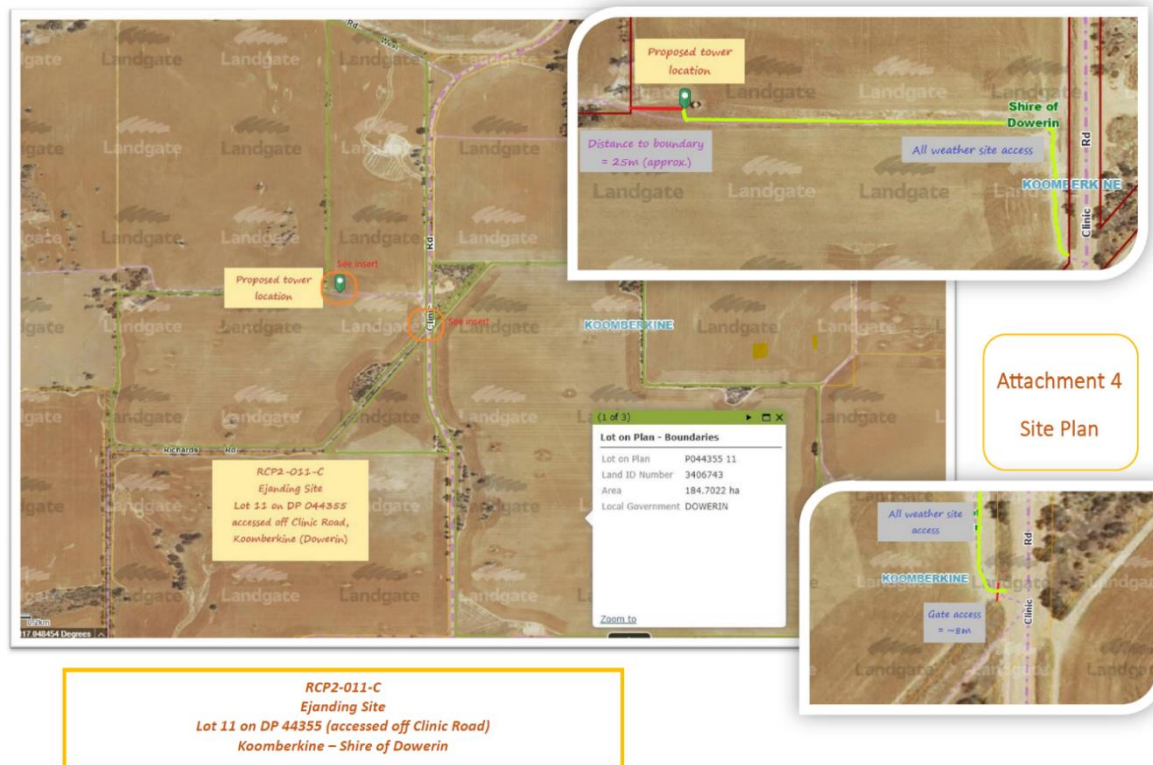 Rd
West
Landgate
Proposed tower
location
See insert
Clinic
Rd
See insert
KOOMBERKINE
Richards Rd
RCP2-011-C
Ejanding Site
Lot 11 on DP 044355
accessed off Clinic Road,
Koomberkine (Dowerin)
(1 of 3)
Lot on Plan - Boundaries
Lot on Plan P044355 11
Land ID Number 3406743
Area 184.7022 ha
Local Government DOWERIN
Zoom to
Proposed tower
location
Distance to boundary
= 25m (approx.)
All weather site access
Shire of
Dowerin
KOOMBERKINE
Clinic Rd
Attachment 4
Site Plan
All weather site
access
KOOMBERKINE
Gate access
= ~8m
Clinic Rd
RCP2-011-C
Ejanding Site
Lot 11 on DP 44355 (accessed off Clinic Road)
Koomberkine – Shire of Dowerin